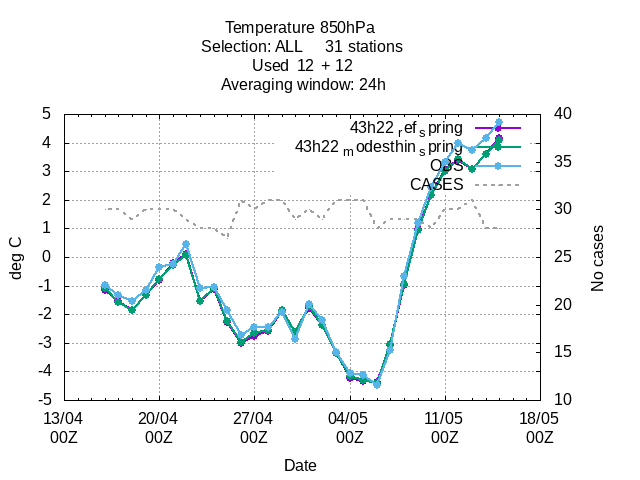 Temperature 850hPa
Selection: ALL 31 stations
Used 12 + 12
Averaging window: 24h
43h22 ref spring
43h22 modesthin spring
OBS
CASES
deg C
5
4
3
2
1
0
-1
-2
-3
-4
-5
40
35
30
25
20
15
10
No cases
13/04 20/04 27/04 04/05 11/05 18/05
00Z 00Z 00Z 00Z 00Z 00Z
Date